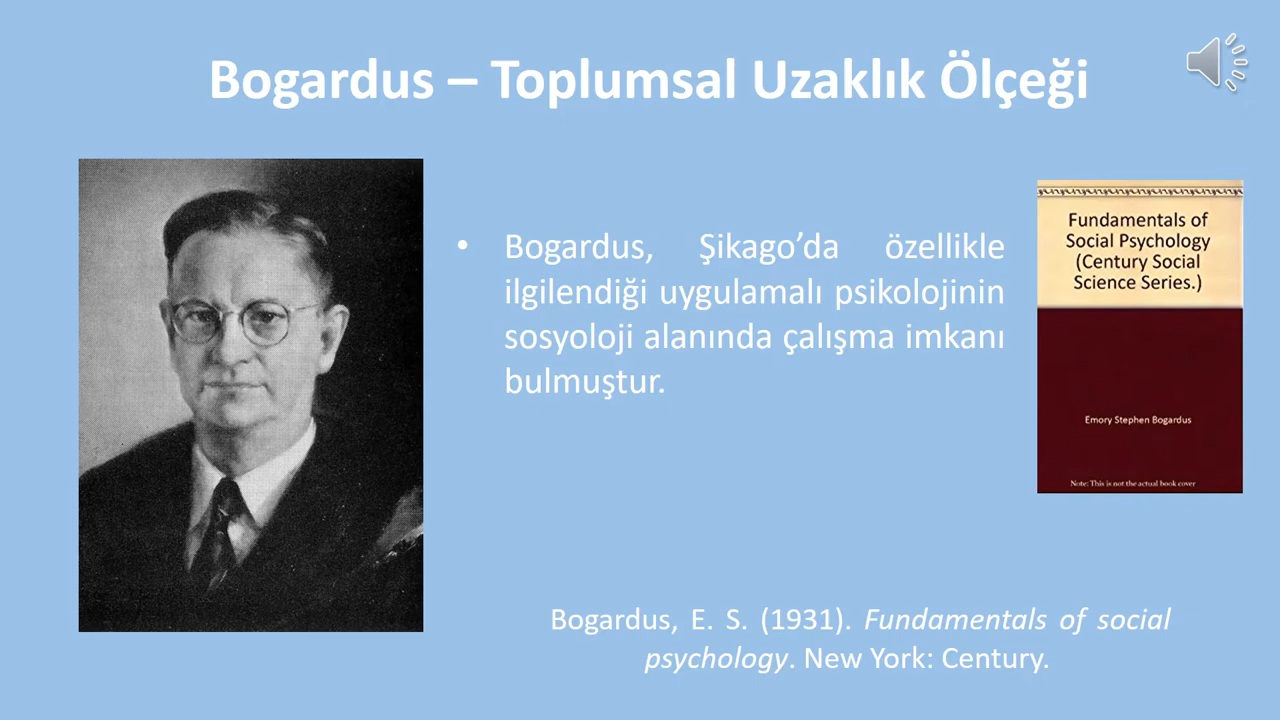 Bogardus – Toplumsal Uzaklık Ölçeği
• Bogardus, Şikago’da özellikle
ilgilendiği uygulamalı psikolojinin
sosyoloji alanında çalışma imkanı
bulmuştur.
Fundamentals of
Social Psychology
(Century Social
Science Series.)
Emory Stephen Bogardus
Note: This is not the actual book cover
Bogardus, E. S. (1931). Fundamentals of social
psychology. New York: Century.